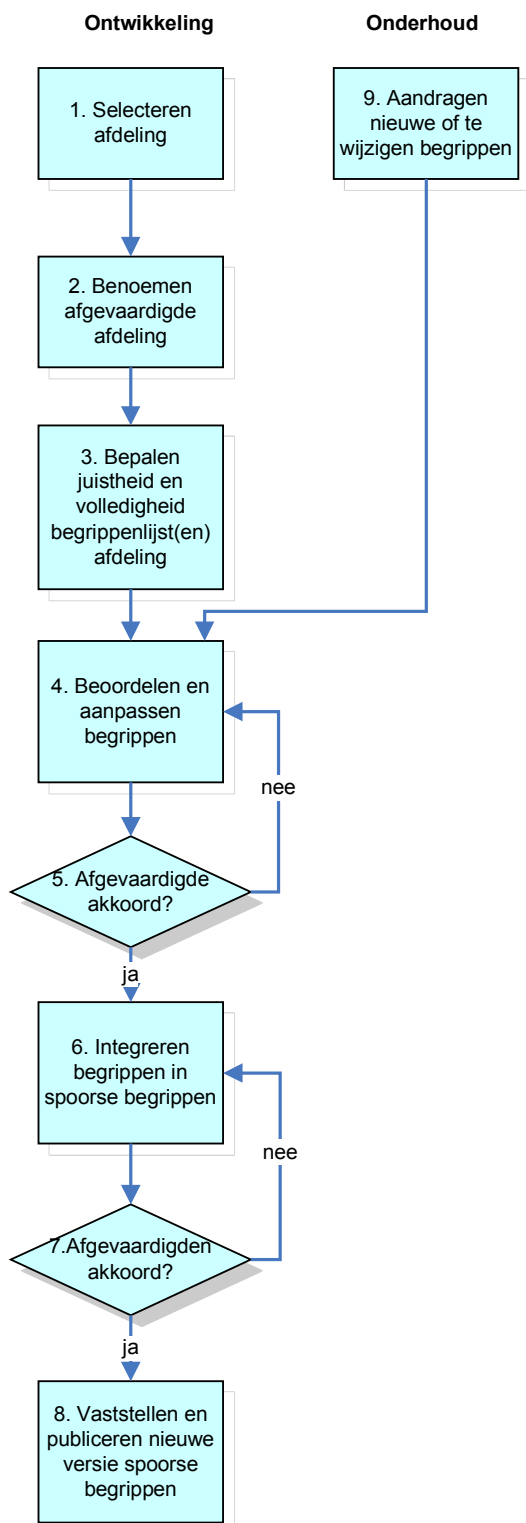 Ontwikkeling
Onderhoud
1. Selecteren
afdeling
9. Aandragen
nieuwe of te
wijzigen begrippen
2. Benoemen
afgevaardigde
afdeling
3. Bepalen
juistheid en
volledigheid
begrippenlijst(en)
afdeling
4. Beoordelen en
aanpassen
begrippen
nee
5. Afgevaardigde
akkoord?
ja
6. Integreren
begrippen in
spoorse begrippen
nee
7.Afgevaardigden
akkoord?
ja
8. Vaststellen en
publiceren nieuwe
versie spoorse
begrippen